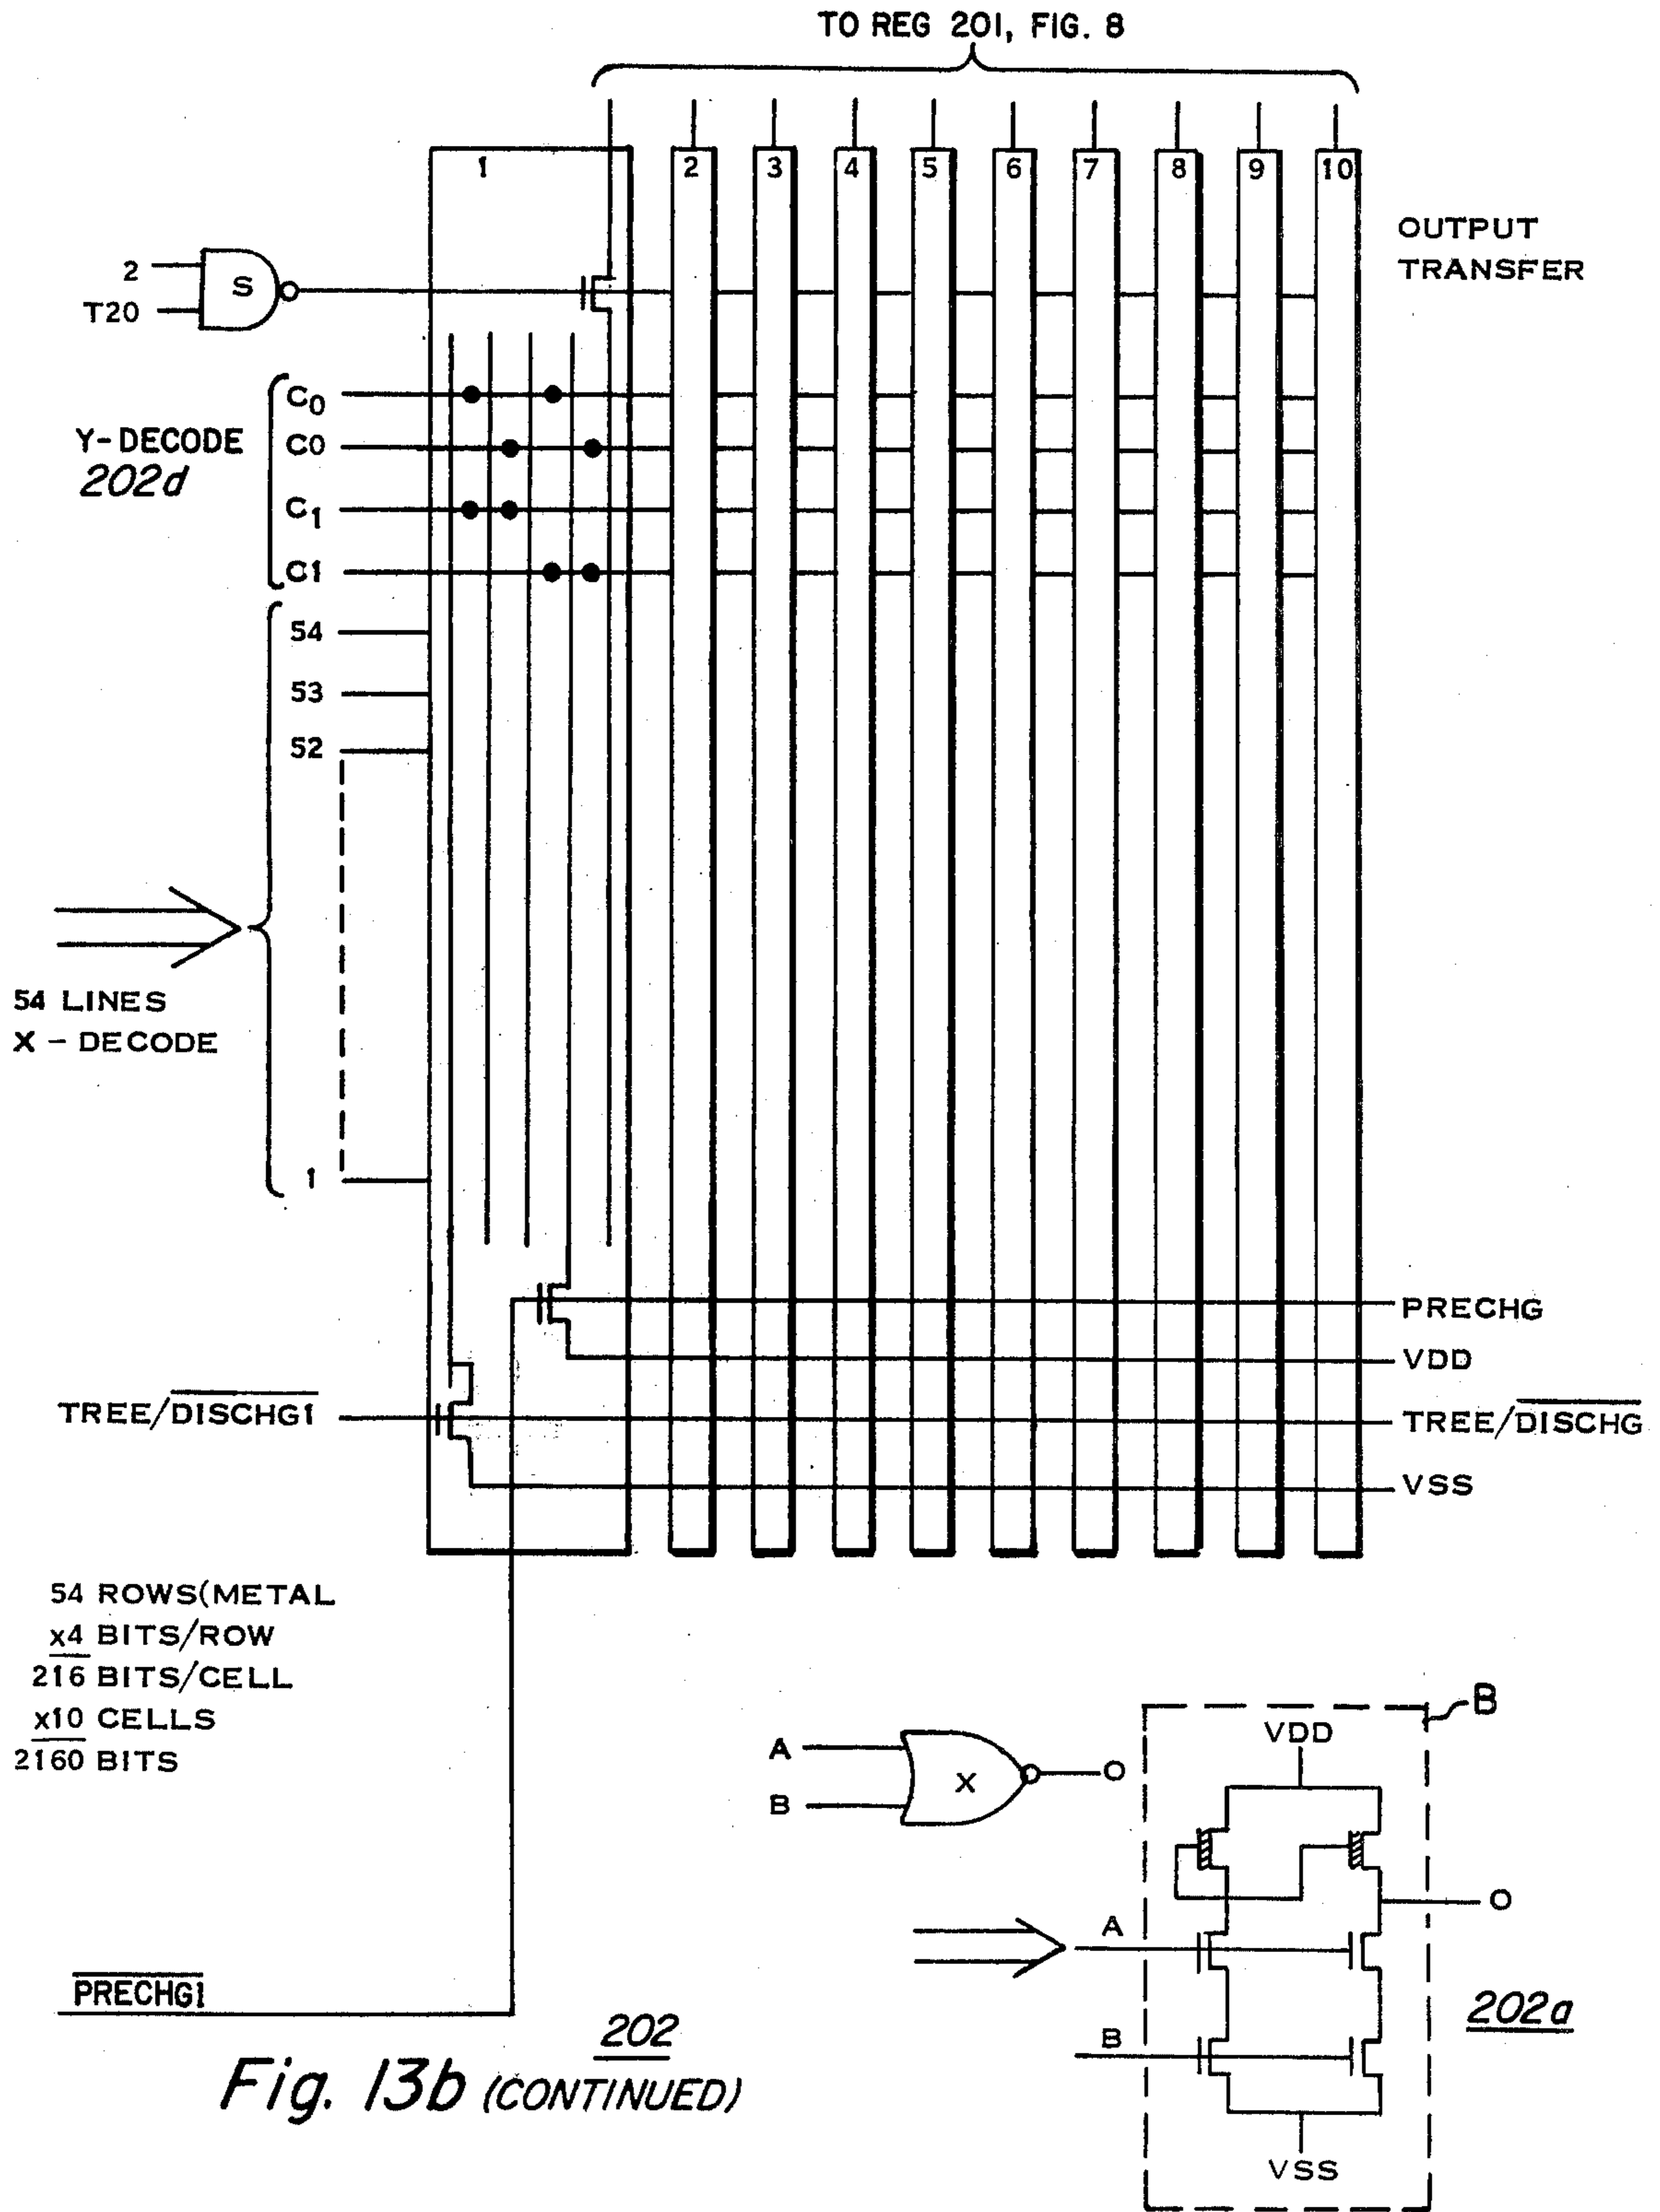 TO REG 201, FIG. 8
1 2 3 4 5 6 7 8 9 10
OUTPUT
TRANSFER
2
T20
S
C0
Y-DECODE
202d
C0
C1
C1
54
53
52
54 LINES
X - DECODE
1
PRECHG
VDD
TREE/DISCHG1
TREE/DISCHG
VSS
54 ROWS(METAL
x4 BITS/ROW
216 BITS/CELL
x10 CELLS
2160 BITS
B
VDD
A
B
X
O
O
A
B
VSS
202a
PRECHG1
202
Fig. 13b (CONTINUED)